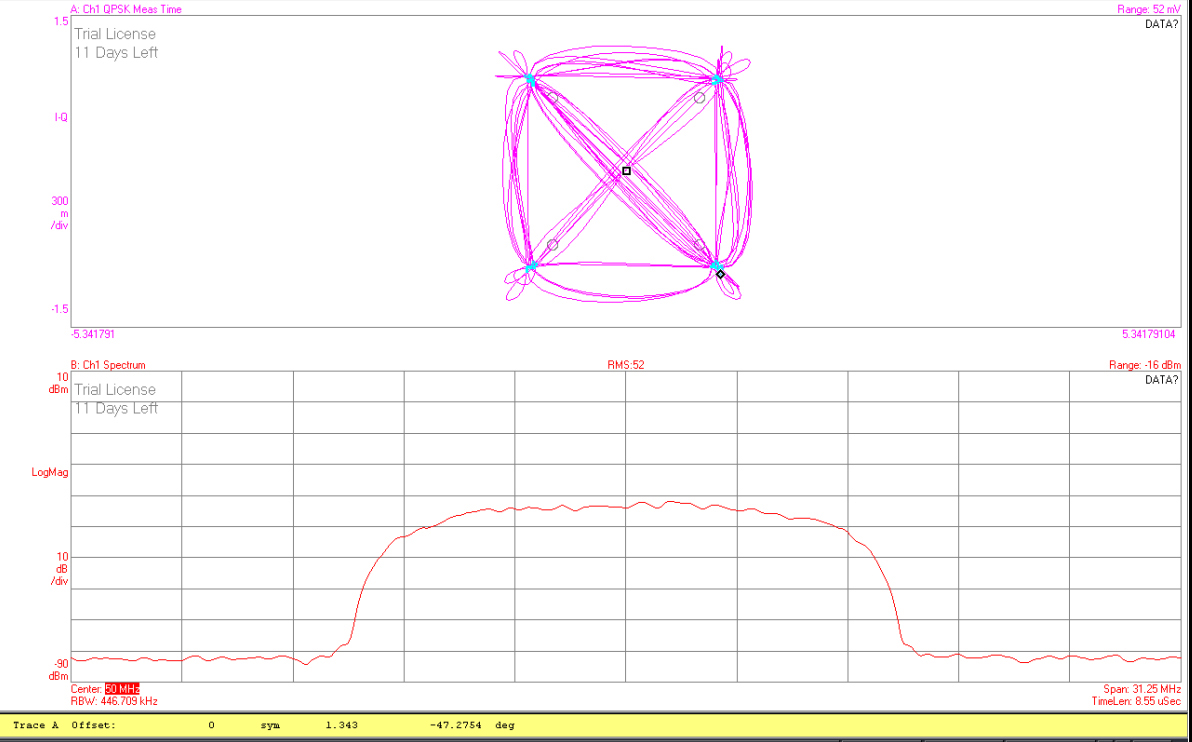 A: Ch1 QPSK Meas Time
Range: 52 mV
1.5
DATA?
Trial License
11 Days Left
I-Q
300
m
/div
-1.5
-5.341791
5.34179104
B: Ch1 Spectrum
RMS:52
Range: -16 dBm
10
dBm
DATA?
Trial License
11 Days Left
LogMag
10
dB
/div
-90
dBm
Center: 50 MHz
Span: 31.25 MHz
RBW: 446.709 kHz
TimeLen: 8.55 uSec
Trace A Offset: 0 sym 1.343 -47.2754 deg